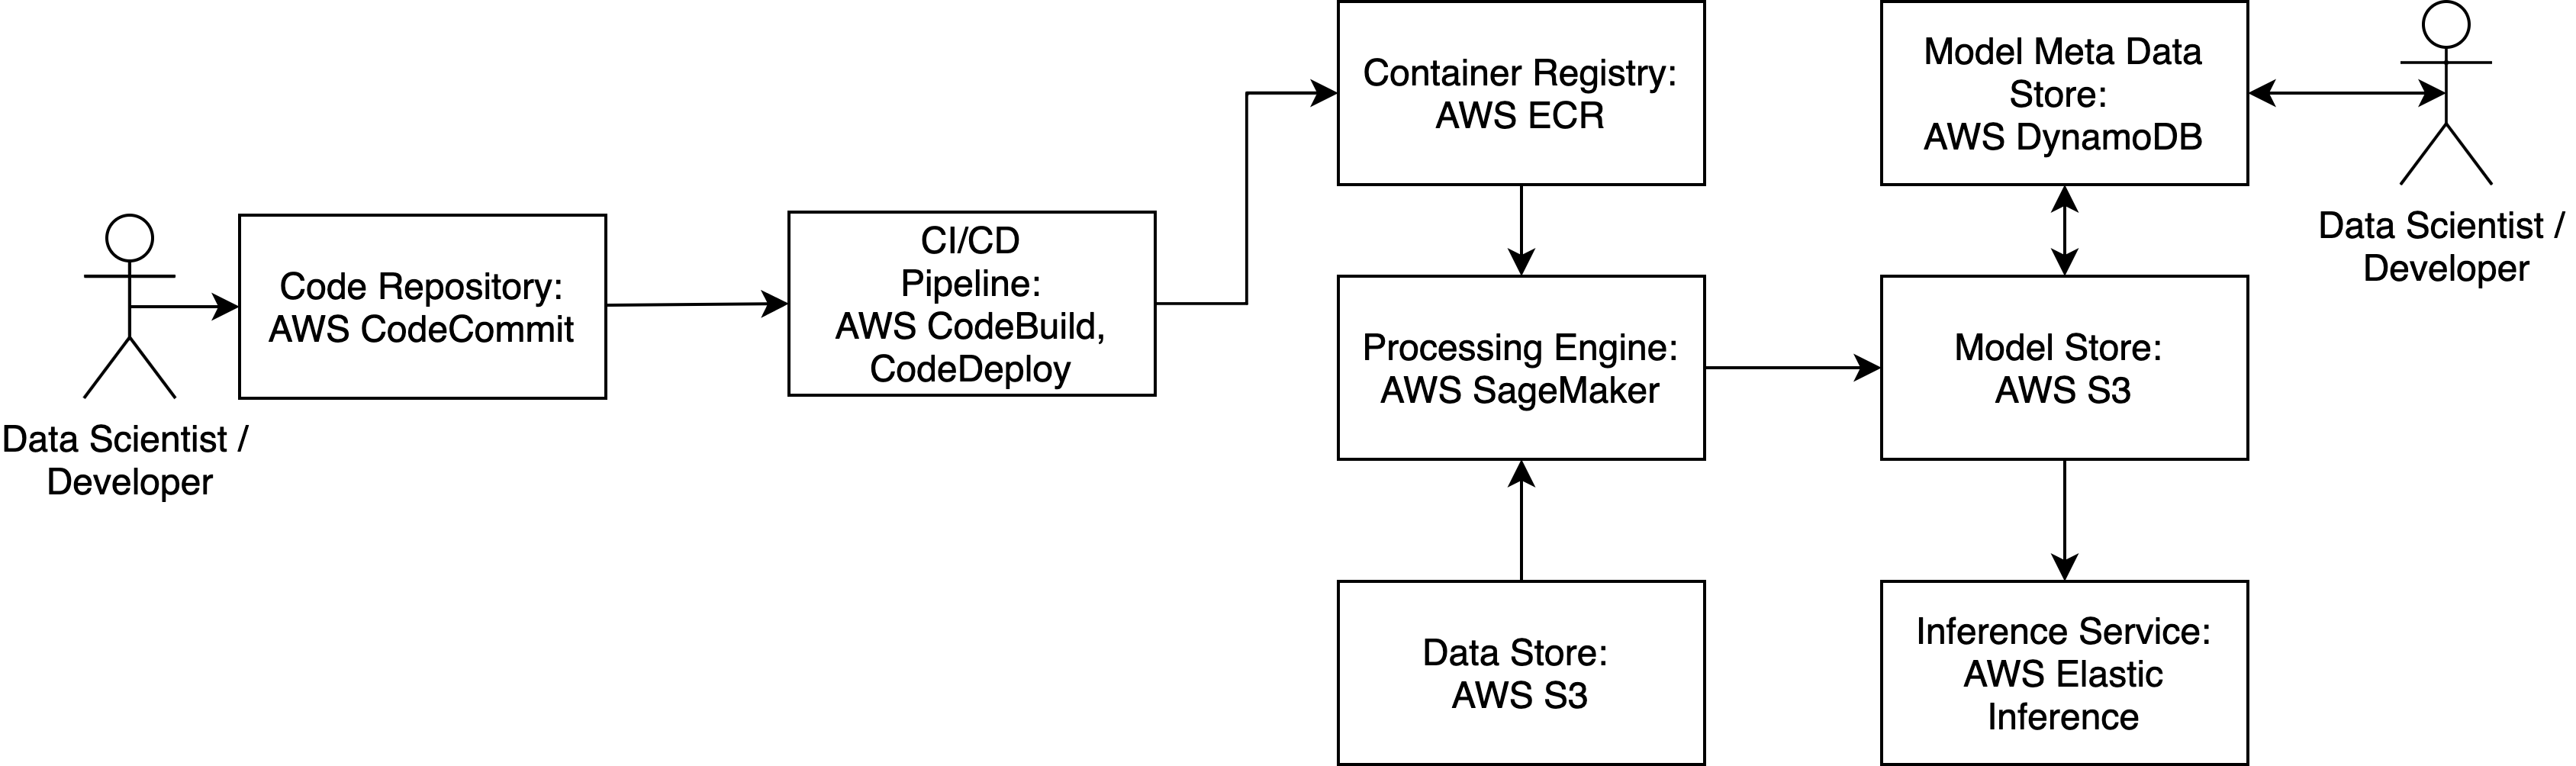 Data Scientist /
Developer
Code Repository:
AWS CodeCommit
CI/CD
Pipeline:
AWS CodeBuild,
CodeDeploy
Container Registry:
AWS ECR
Processing Engine:
AWS SageMaker
Data Store:
AWS S3
Model Meta Data
Store:
AWS DynamoDB
Model Store:
AWS S3
Inference Service:
AWS Elastic
Inference
Data Scientist /
Developer